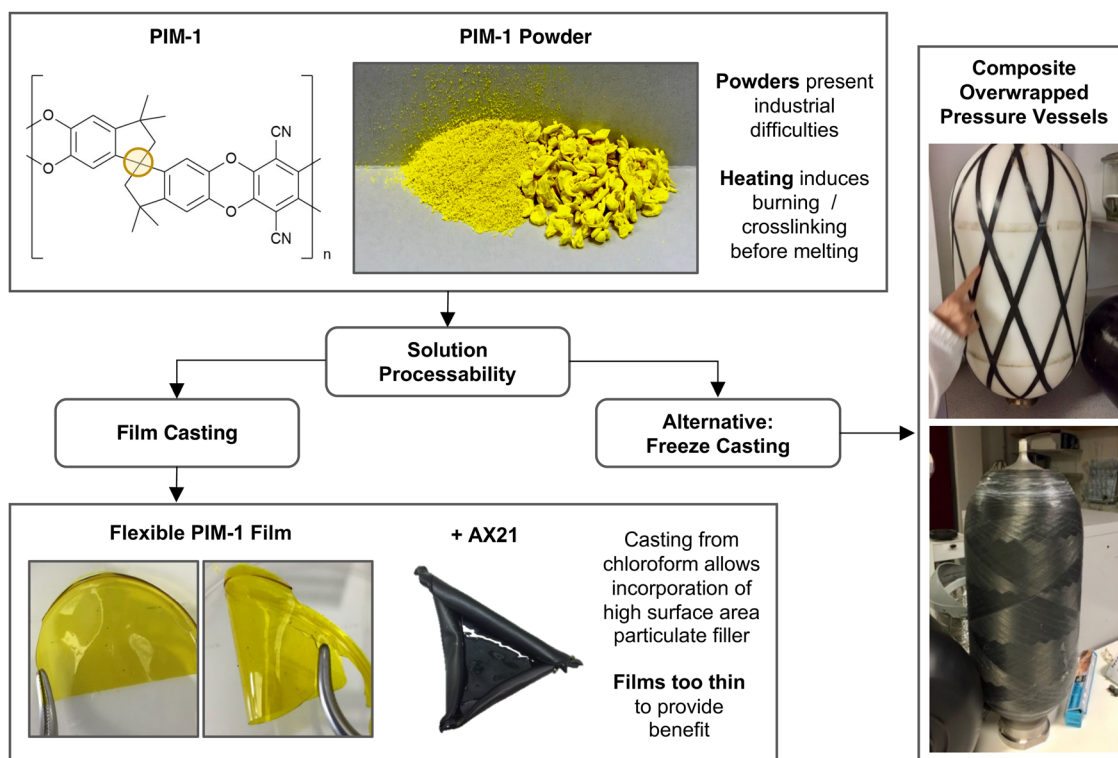 PIM-1
O
O
O
O
CN
CN
n
PIM-1 Powder
Powders present
industrial
difficulties
Heating induces
burning /
crosslinking
before melting
Composite
Overwrapped
Pressure Vessels
Solution
Processability
Film Casting
Alternative:
Freeze Casting
Flexible PIM-1 Film
+ AX21
Casting from
chloroform allows
incorporation of
high surface area
particulate filler
Films too thin
to provide
benefit